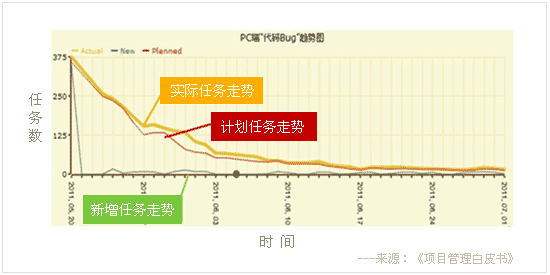 PC端"代码Bug"趋势图
Actual New Planned
375
250
125
0
任务数
实际任务走势
计划任务走势
新增任务走势
2011, 05, 20
2011, 06, 03
2011, 06, 10
2011, 06, 17
2011, 06, 24
2011, 07, 01
时 间
---来源：《项目管理白皮书》